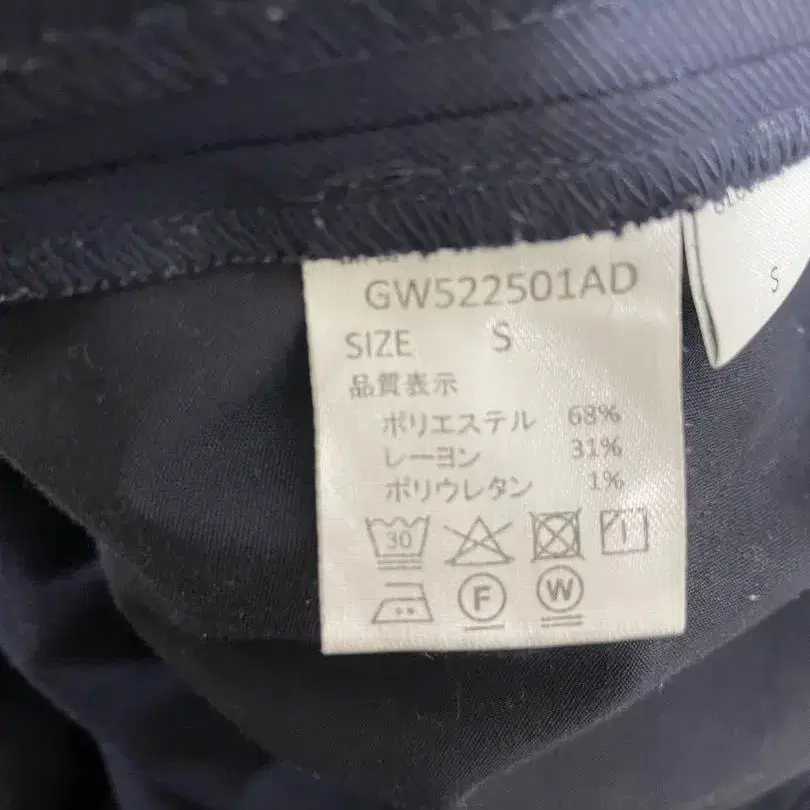 GW522501AD
SIZE S
品質表示
ポリエステル 68%
レーヨン 31%
ポリウレタン 1%
30
F W
S